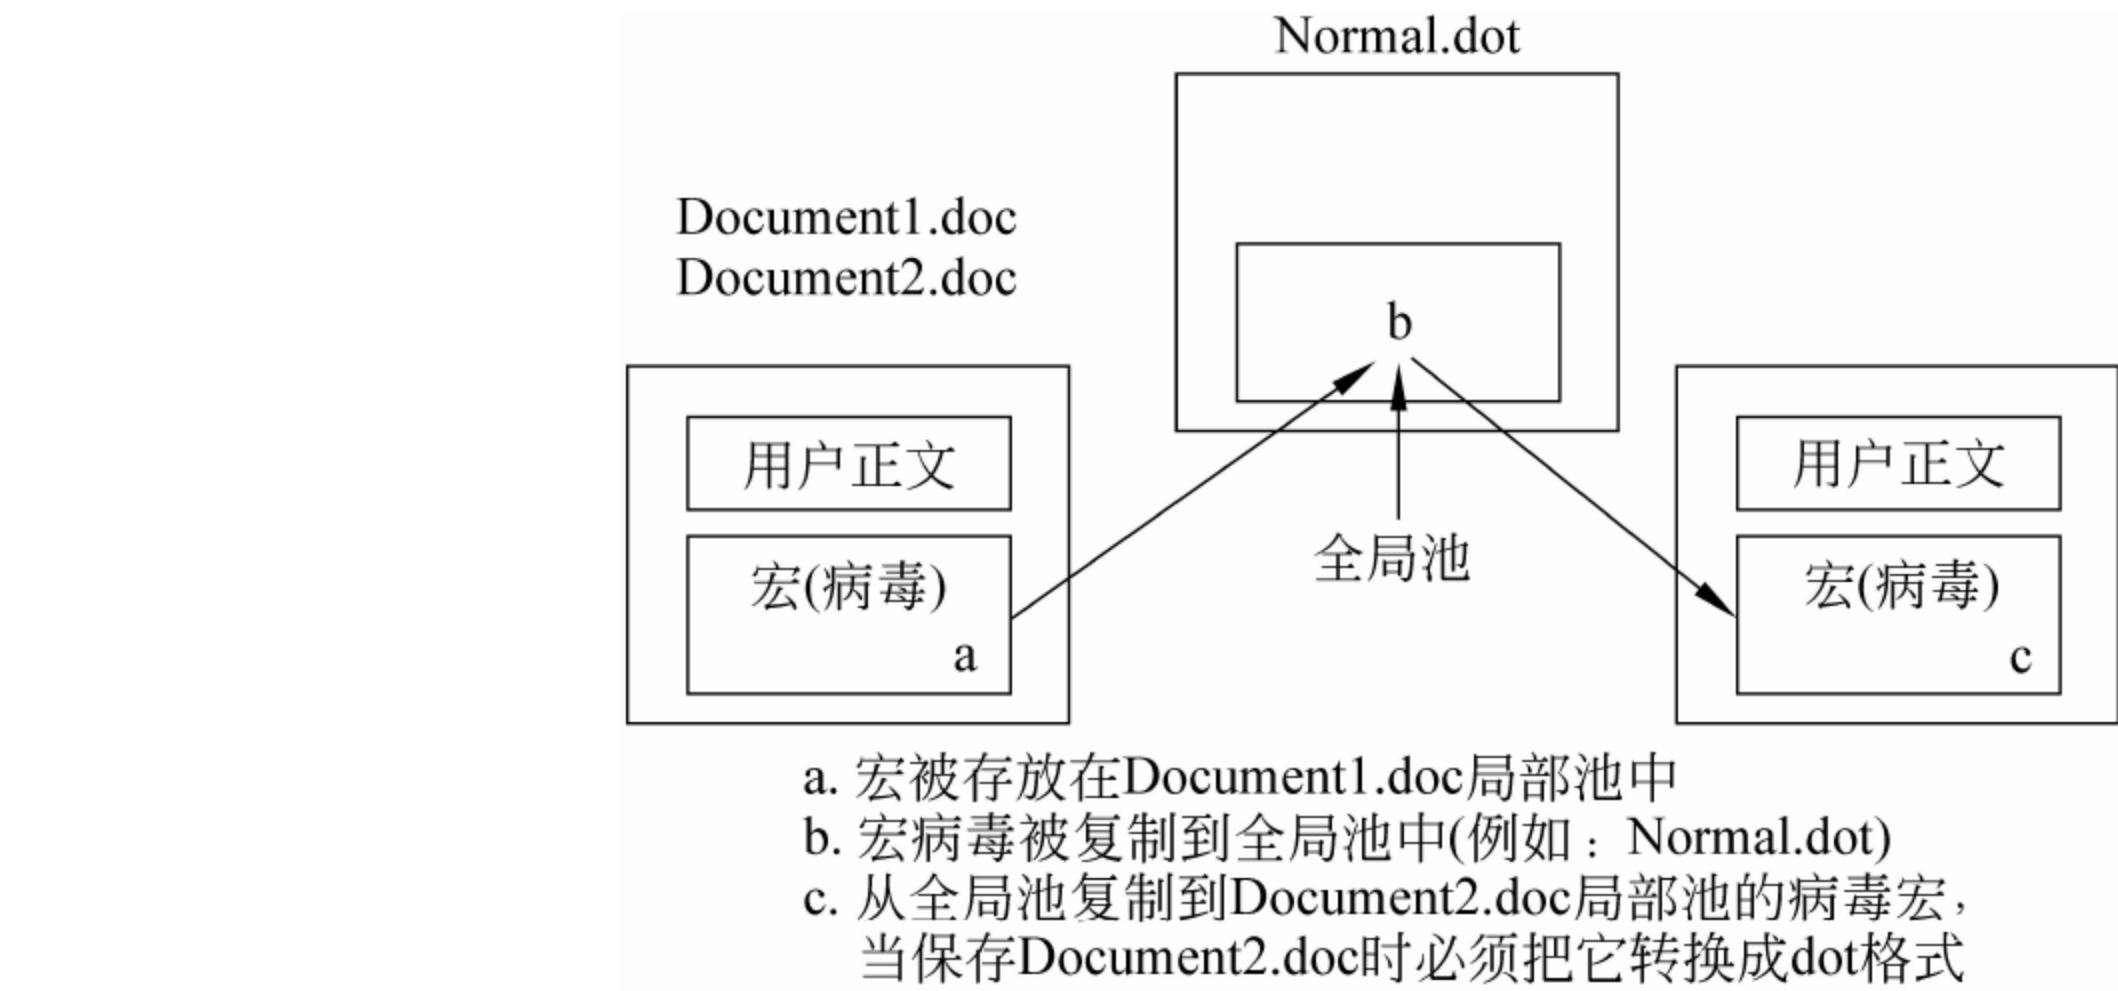 Normal.dot
Document1.doc
Document2.doc
b
用户正文
宏(病毒)
a
全局池
用户正文
宏(病毒)
c
a. 宏被存放在Document1.doc局部池中
b. 宏病毒被复制到全局池中(例如：Normal.dot)
c. 从全局池复制到Document2.doc局部池的病毒宏，
当保存Document2.doc时必须把它转换成dot格式